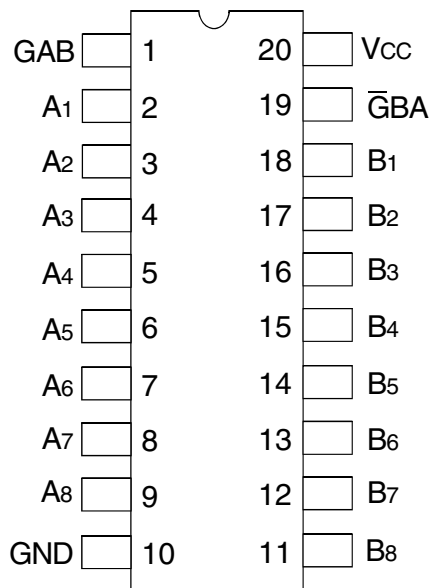 GAB 1 20 VCC
A1 2 19 G̅BA
A2 3 18 B1
A3 4 17 B2
A4 5 16 B3
A5 6 15 B4
A6 7 14 B5
A7 8 13 B6
A8 9 12 B7
GND 10 11 B8